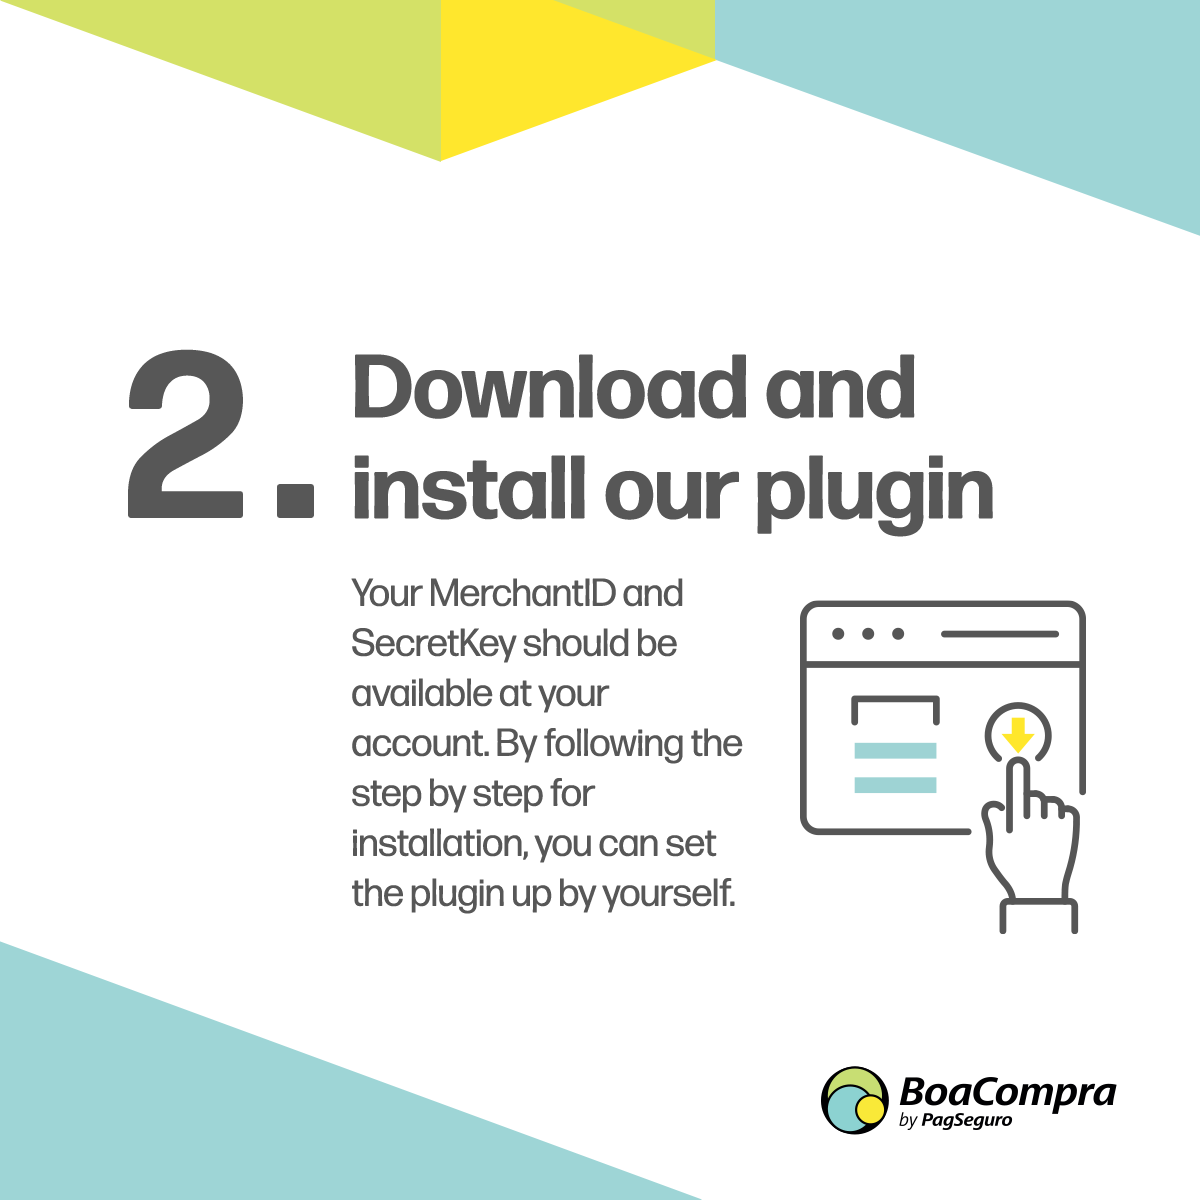 2.
Download and
install our plugin
Your MerchantID and
SecretKey should be
available at your
account. By following the
step by step for
installation, you can set
the plugin up by yourself.
BoaCompra
by PagSeguro